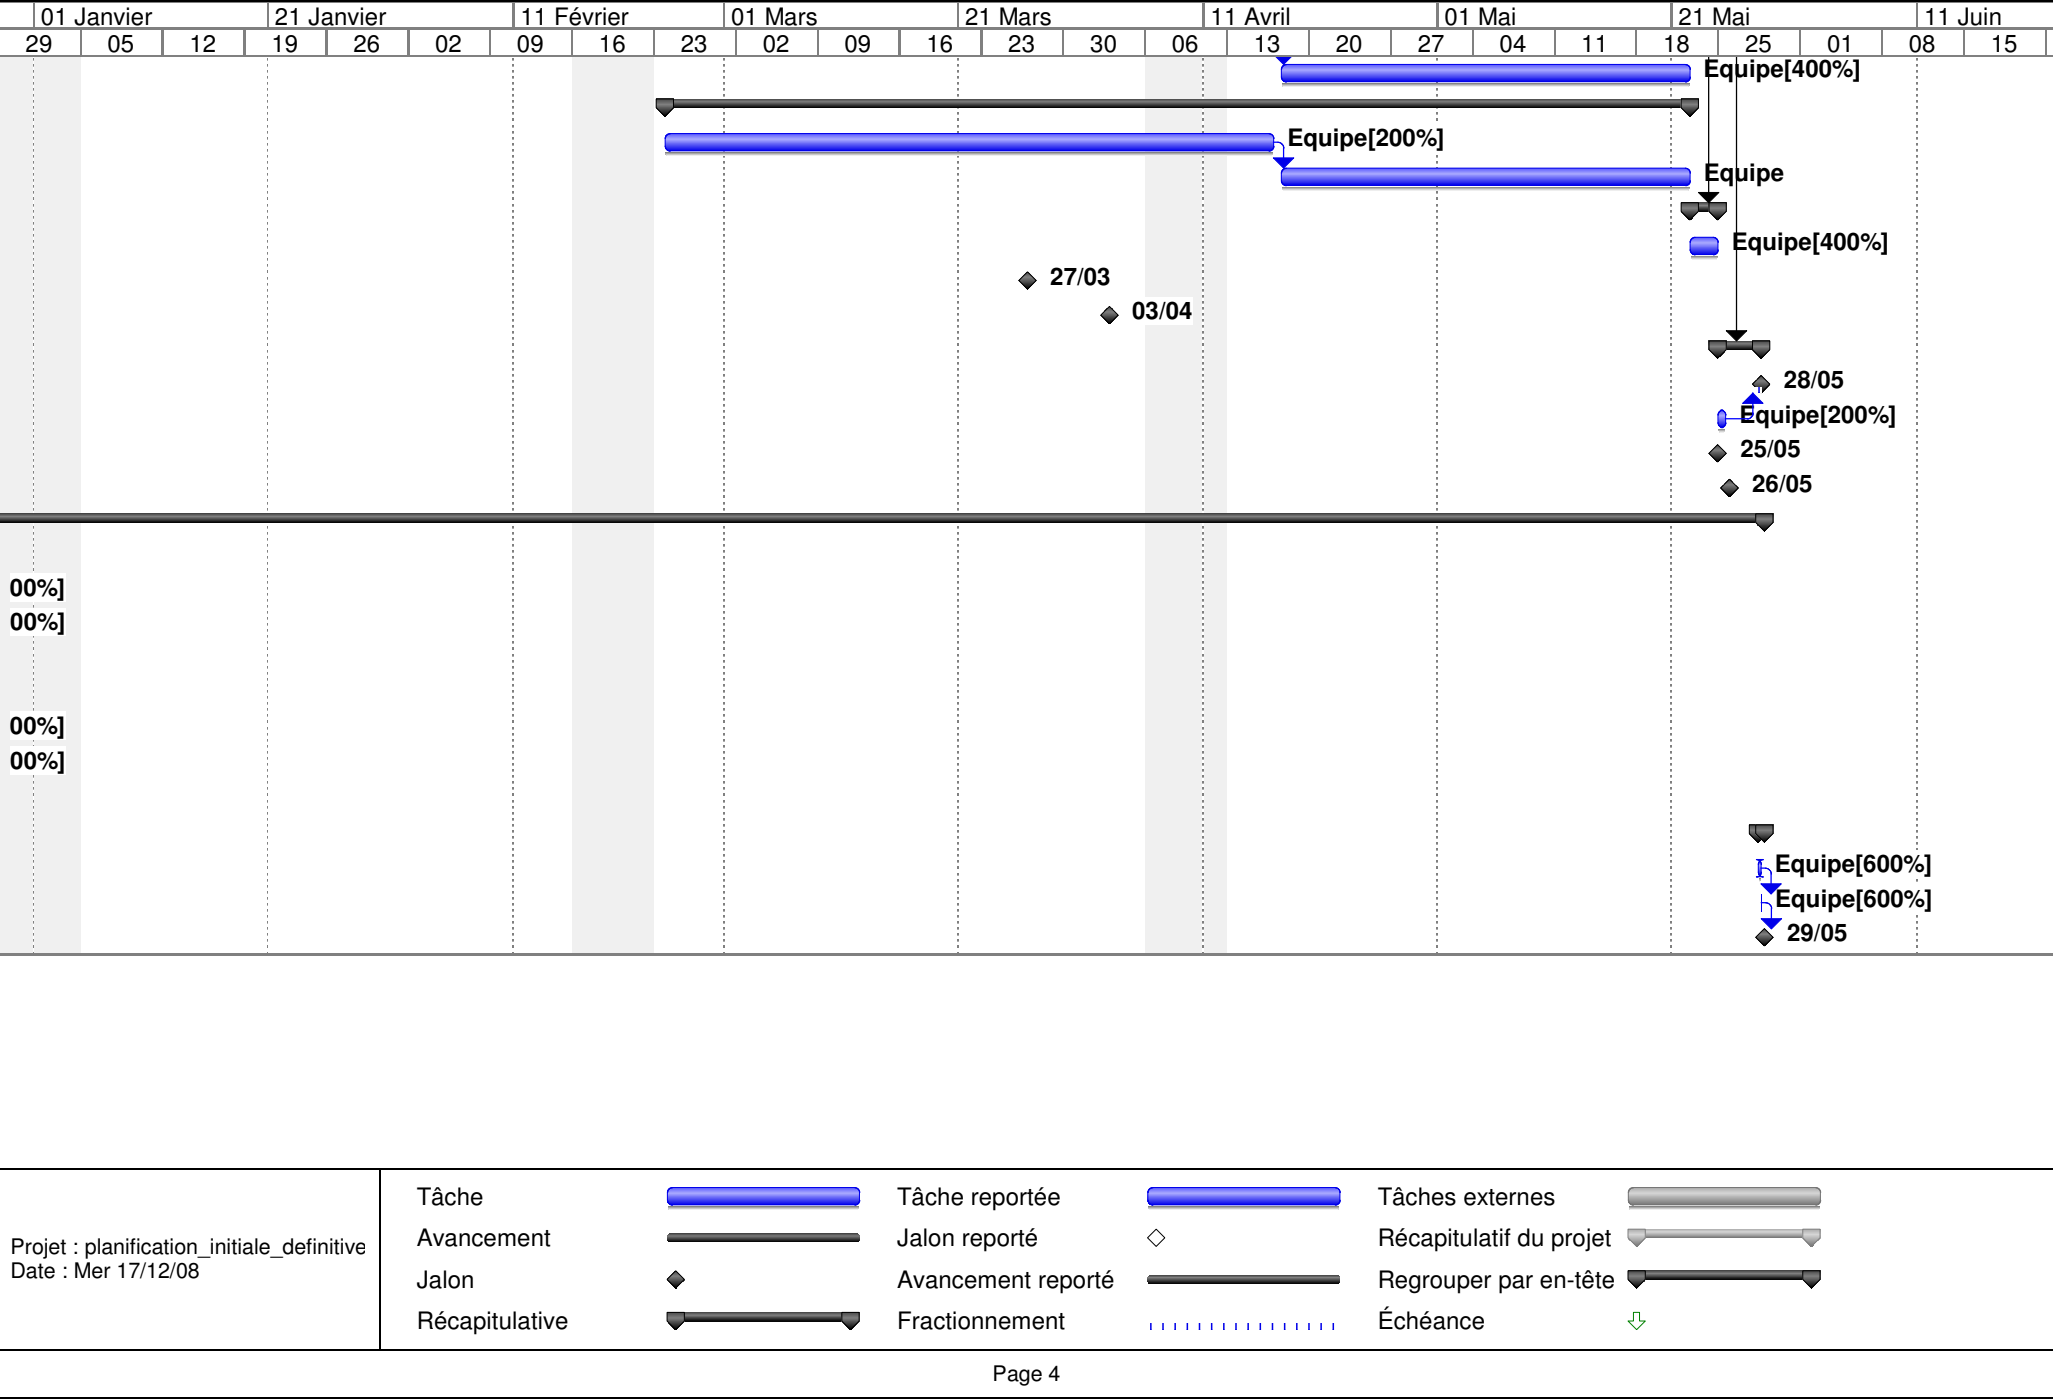 01 Janvier 21 Janvier 11 Février 01 Mars 21 Mars 11 Avril 01 Mai 21 Mai 11 Juin
29 05 12 19 26 02 09 16 23 02 09 16 23 30 06 13 20 27 04 11 18 25 01 08 15
Equipe[400%]
Equipe[200%]
Equipe
Equipe[400%]
27/03
03/04
28/05
Equipe[200%]
25/05
26/05
00%]
00%]
00%]
00%]
Equipe[600%]
Equipe[600%]
29/05
Projet : planification_initiale_definitive
Date : Mer 17/12/08
Tâche
Avancement
Jalon
Récapitulative
Tâche reportée
Jalon reporté
Avancement reporté
Fractionnement
Tâches externes
Récapitulatif du projet
Regrouper par en-tête
Échéance
Page 4